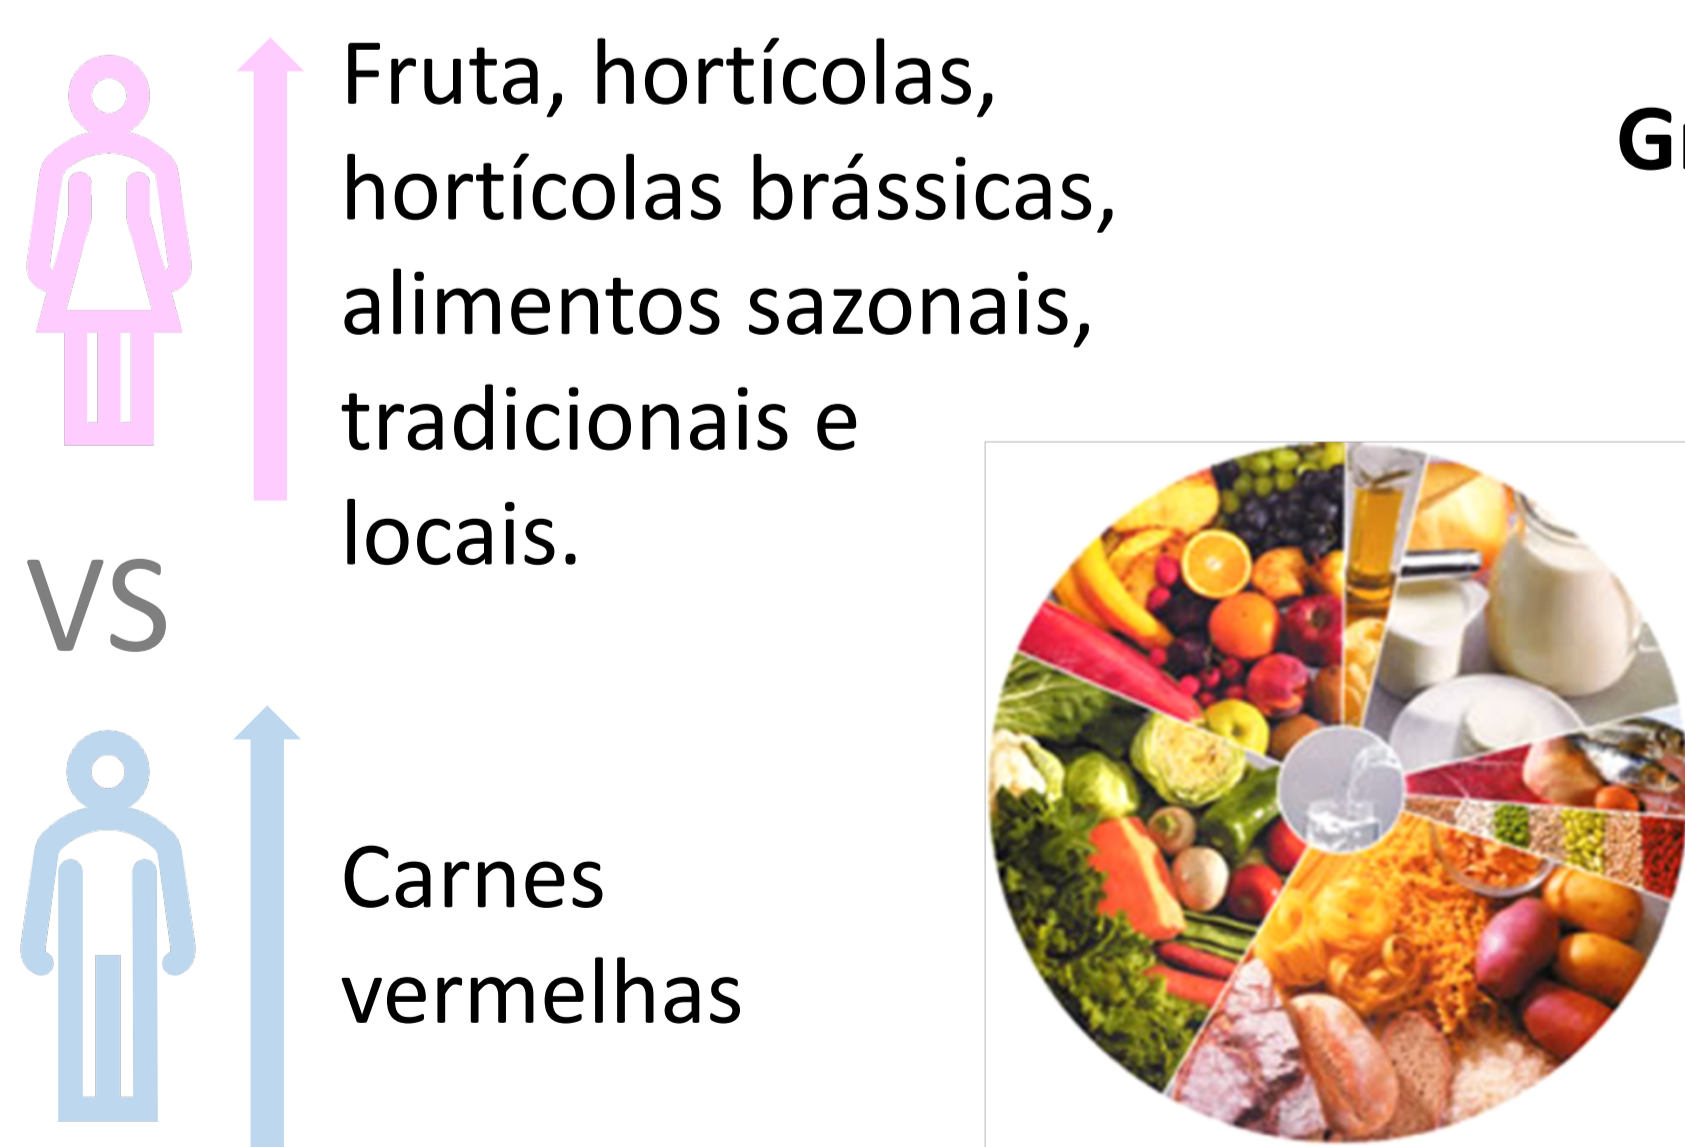 Fruta, hortícolas,
hortícolas brássicas,
alimentos sazonais,
tradicionais e
locais.
VS
Carnes
vermelhas